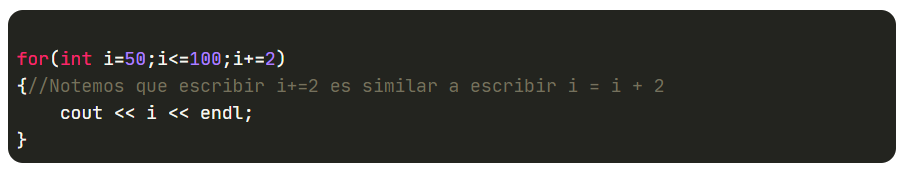 for(int i=50;i<=100;i+=2)
{//Notemos que escribir i+=2 es similar a escribir i = i + 2
    cout << i << endl;
}